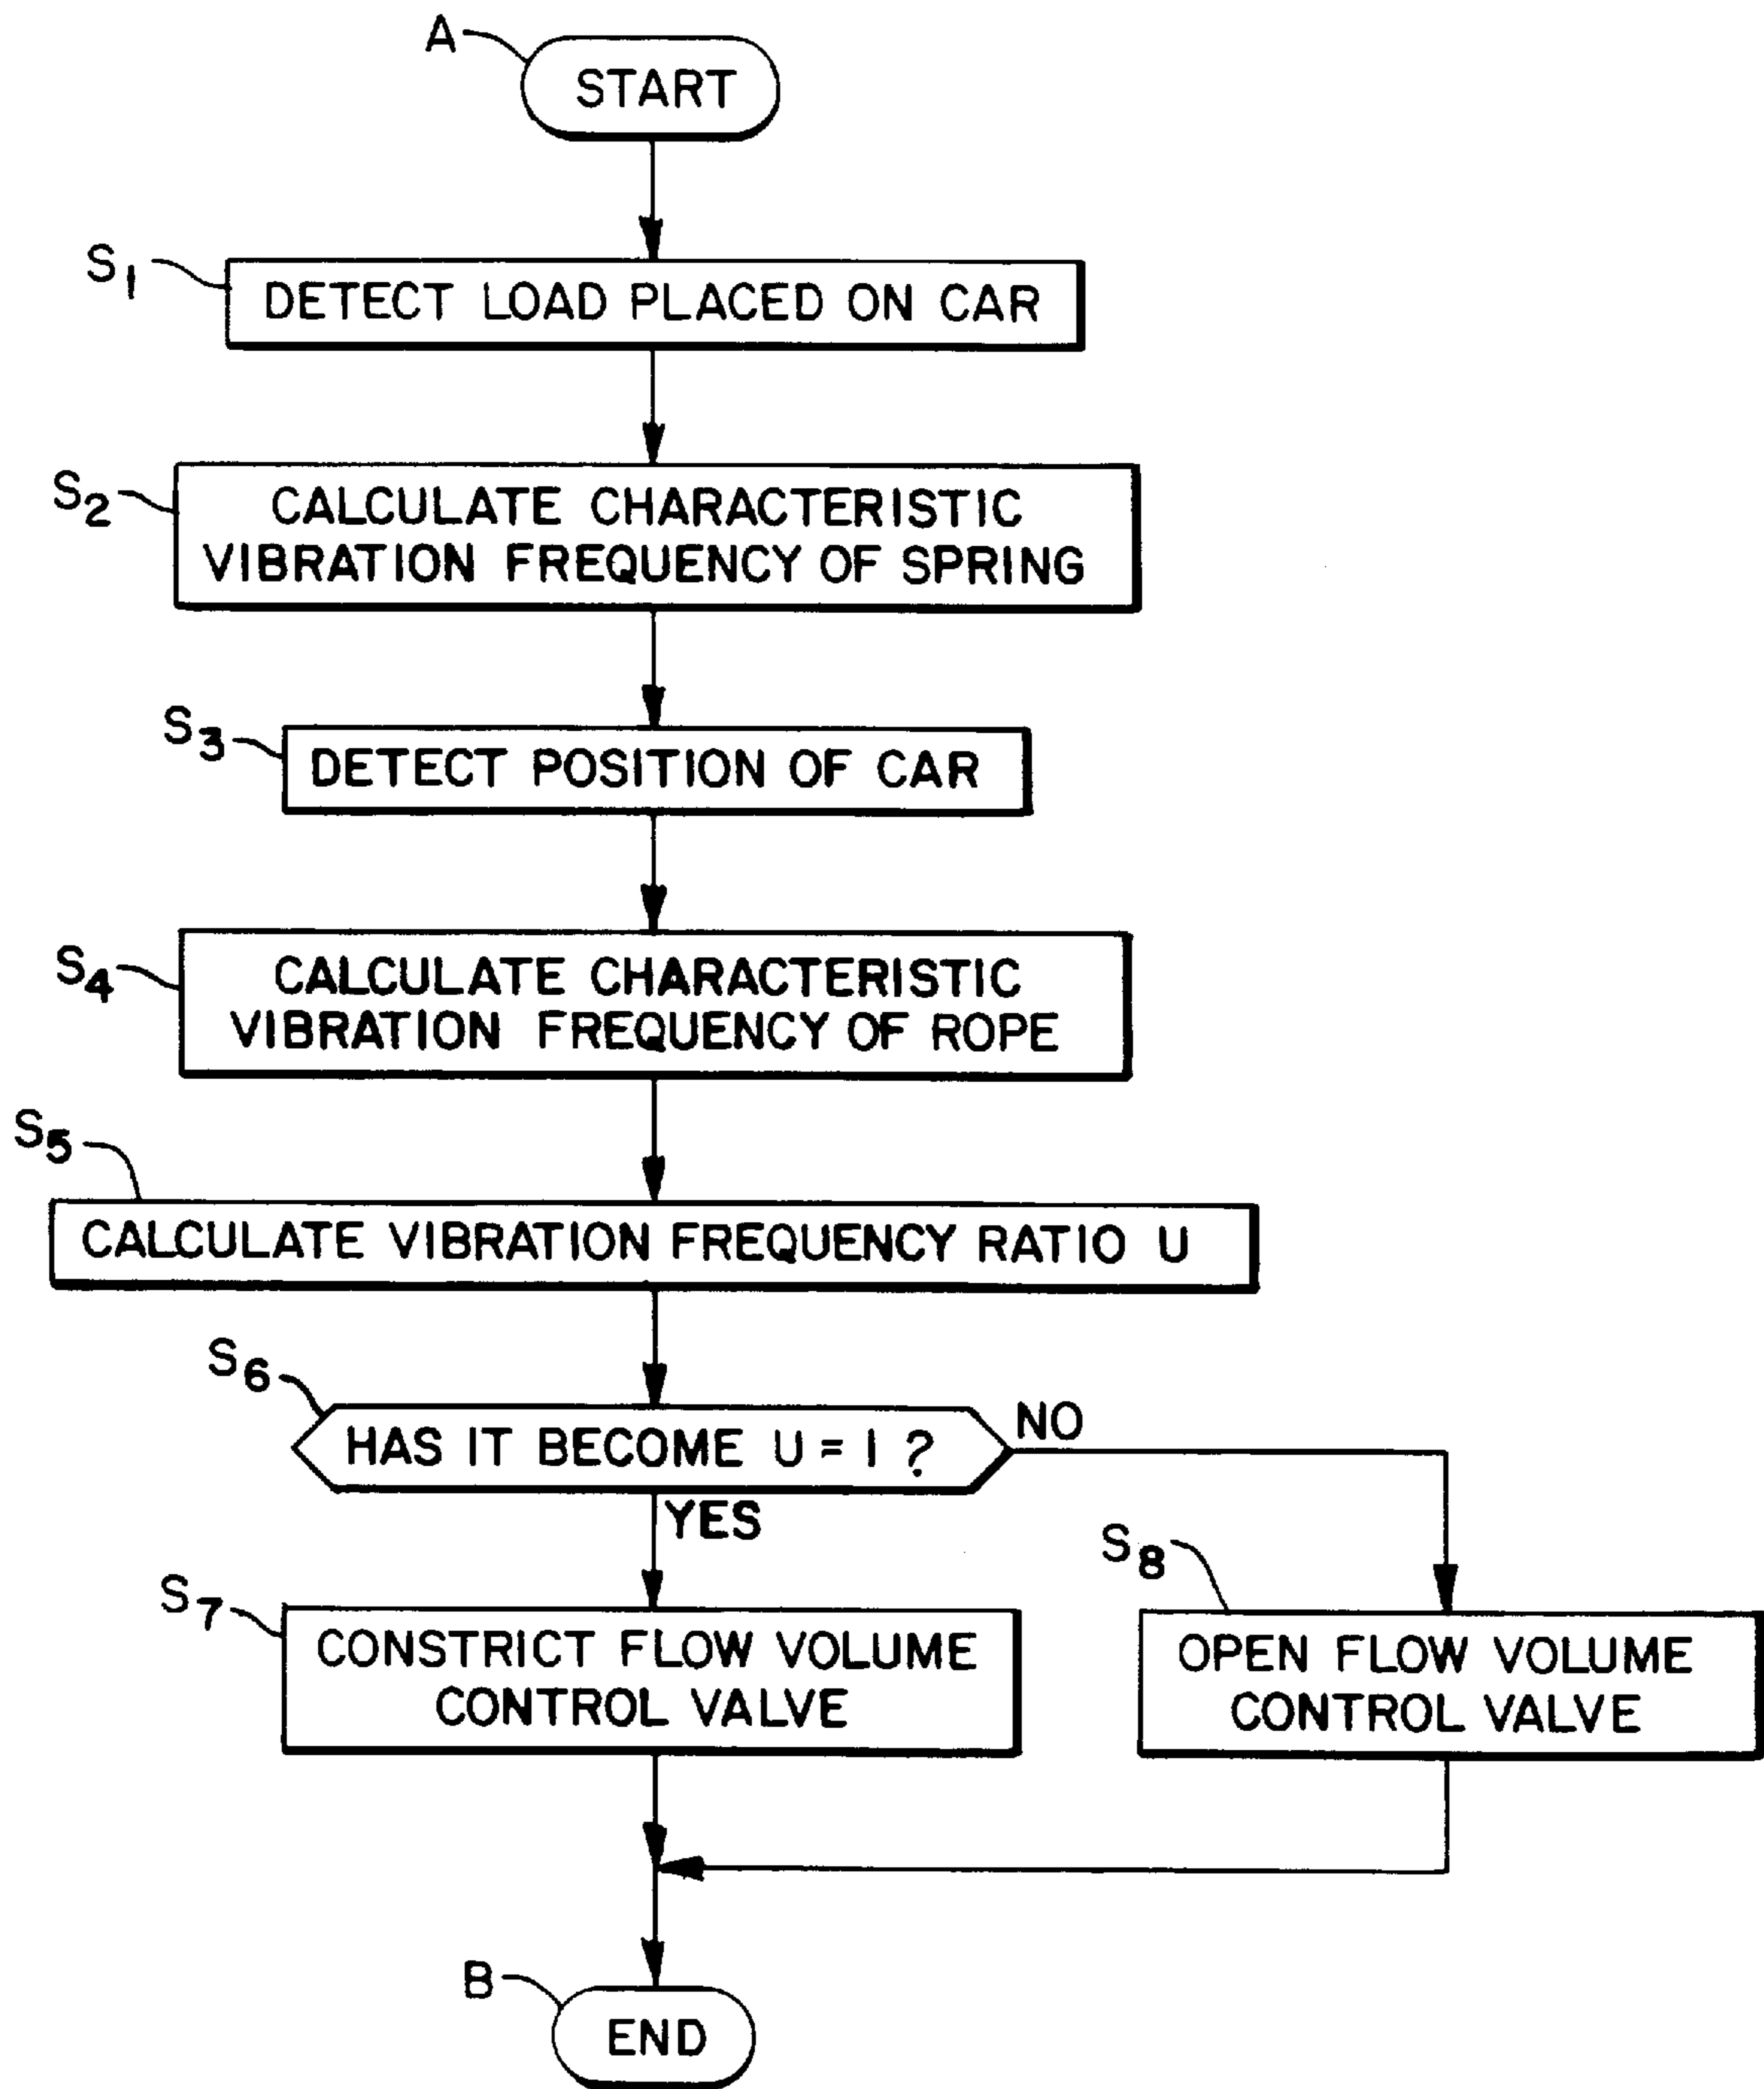 A
START
S1
DETECT LOAD PLACED ON CAR
S2
CALCULATE CHARACTERISTIC
VIBRATION FREQUENCY OF SPRING
S3
DETECT POSITION OF CAR
S4
CALCULATE CHARACTERISTIC
VIBRATION FREQUENCY OF ROPE
S5
CALCULATE VIBRATION FREQUENCY RATIO U
S6
HAS IT BECOME U = 1 ?
NO
YES
S7
CONSTRICT FLOW VOLUME
CONTROL VALVE
S8
OPEN FLOW VOLUME
CONTROL VALVE
B
END